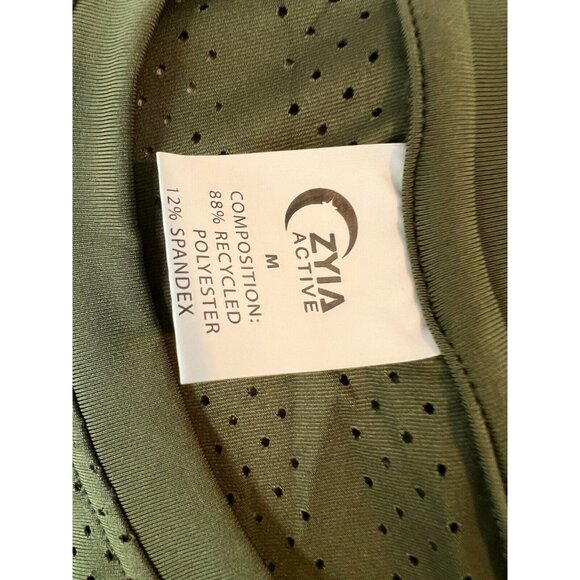 ZYIA
ACTIVE
M
COMPOSITION:
88% RECYCLED
POLYESTER
12% SPANDEX